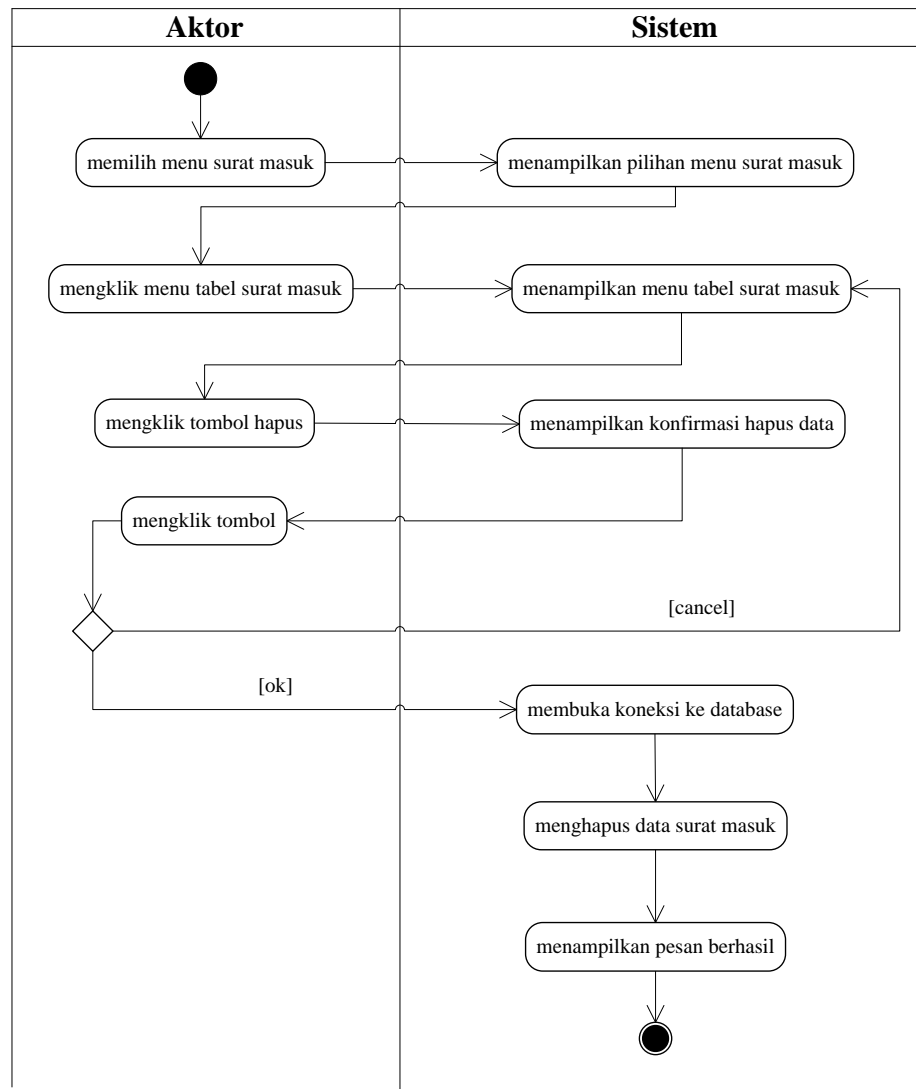 Aktor
Sistem
memilih menu surat masuk
menampilkan pilihan menu surat masuk
mengklik menu tabel surat masuk
menampilkan menu tabel surat masuk
mengklik tombol hapus
menampilkan konfirmasi hapus data
mengklik tombol
[cancel]
[ok]
membuka koneksi ke database
menghapus data surat masuk
menampilkan pesan berhasil